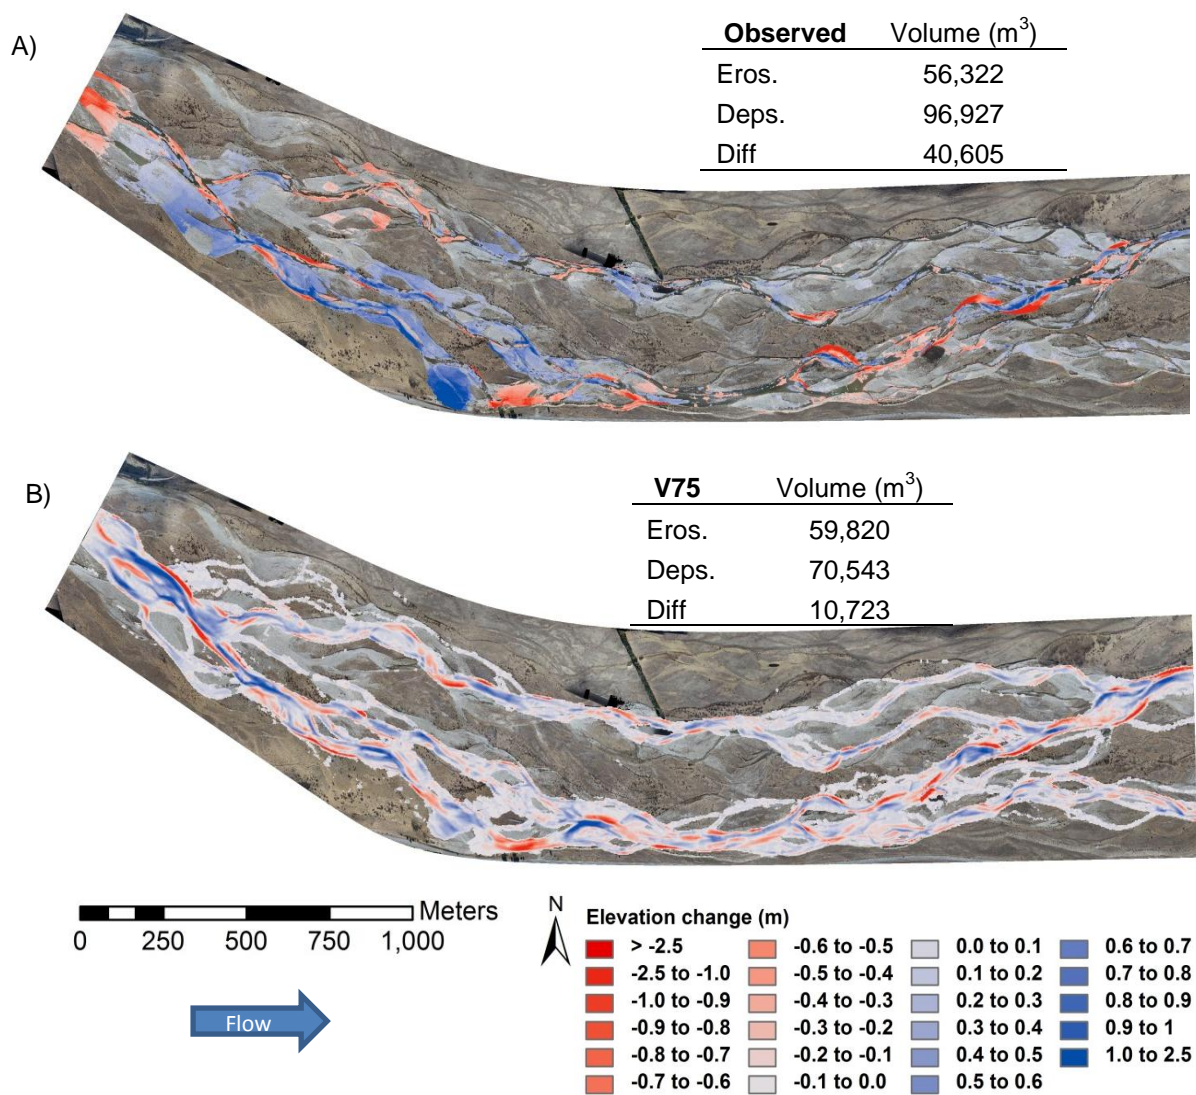 A)
Observed Volume (m³)
Eros. 56,322
Deps. 96,927
Diff 40,605
B)
V75 Volume (m³)
Eros. 59,820
Deps. 70,543
Diff 10,723
Meters
0 250 500 750 1,000
N
Flow
Elevation change (m)
> -2.5 -0.6 to -0.5 0.0 to 0.1 0.6 to 0.7
-2.5 to -1.0 -0.5 to -0.4 0.1 to 0.2 0.7 to 0.8
-1.0 to -0.9 -0.4 to -0.3 0.2 to 0.3 0.8 to 0.9
-0.9 to -0.8 -0.3 to -0.2 0.3 to 0.4 0.9 to 1
-0.8 to -0.7 -0.2 to -0.1 0.4 to 0.5 1.0 to 2.5
-0.7 to -0.6 -0.1 to 0.0 0.5 to 0.6